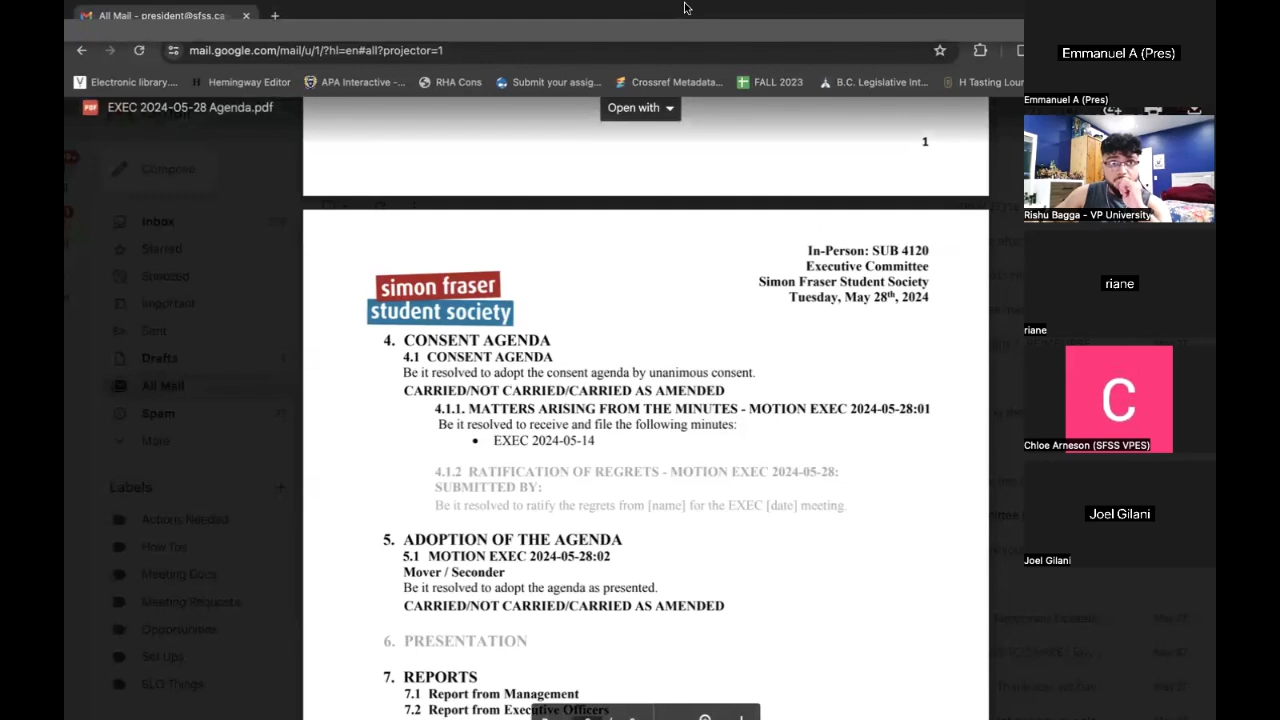 All Mail - president@sfss.ca
mail.google.com/mail/u/1/?hl=en#all?projector=1
Electronic library....
Hemingway Editor
APA Interactive -...
RHA Cons
Submit your assig...
Crossref Metadata...
FALL 2023
B.C. Legislative Int...
H Tasting Lour
PDF
EXEC 2024-05-28 Agenda.pdf
Open with
Compose
Inbox
Starred
Snoozed
Important
Sent
Drafts
All Mail
Spam
More
Labels
Actions Needed
How Tos
Meeting Docs
Meeting Requests
Opportunities
Set Ups
SLO Things
1
In-Person: SUB 4120
Executive Committee
Simon Fraser Student Society
Tuesday, May 28th, 2024
simon fraser
student society
4. CONSENT AGENDA
4.1 CONSENT AGENDA
Be it resolved to adopt the consent agenda by unanimous consent.
CARRIED/NOT CARRIED/CARRIED AS AMENDED
4.1.1. MATTERS ARISING FROM THE MINUTES - MOTION EXEC 2024-05-28:01
Be it resolved to receive and file the following minutes:
• EXEC 2024-05-14
4.1.2 RATIFICATION OF REGRETS - MOTION EXEC 2024-05-28:
SUBMITTED BY:
Be it resolved to ratify the regrets from [name] for the EXEC [date] meeting.
5. ADOPTION OF THE AGENDA
5.1 MOTION EXEC 2024-05-28:02
Mover / Seconder
Be it resolved to adopt the agenda as presented.
CARRIED/NOT CARRIED/CARRIED AS AMENDED
6. PRESENTATION
7. REPORTS
7.1 Report from Management
7.2 Report from Executive Officers
Emmanuel A (Pres)
Emmanuel A (Pres)
Rishu Bagga - VP University
riane
riane
C
Chloe Arneson (SFSS VPES)
Joel Gilani
Joel Gilani